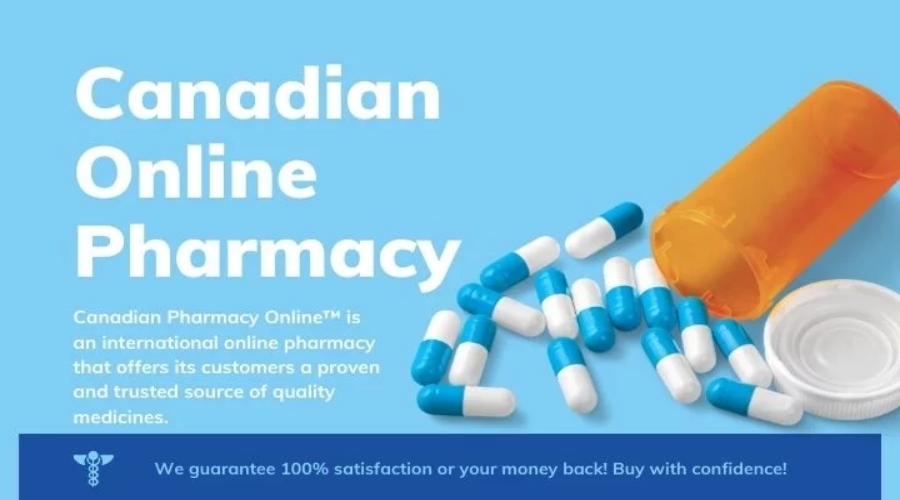 Canadian
Online
Pharmacy
Canadian Pharmacy Online™ is
an international online pharmacy
that offers its customers a proven
and trusted source of quality
medicines.
We guarantee 100% satisfaction or your money back! Buy with confidence!